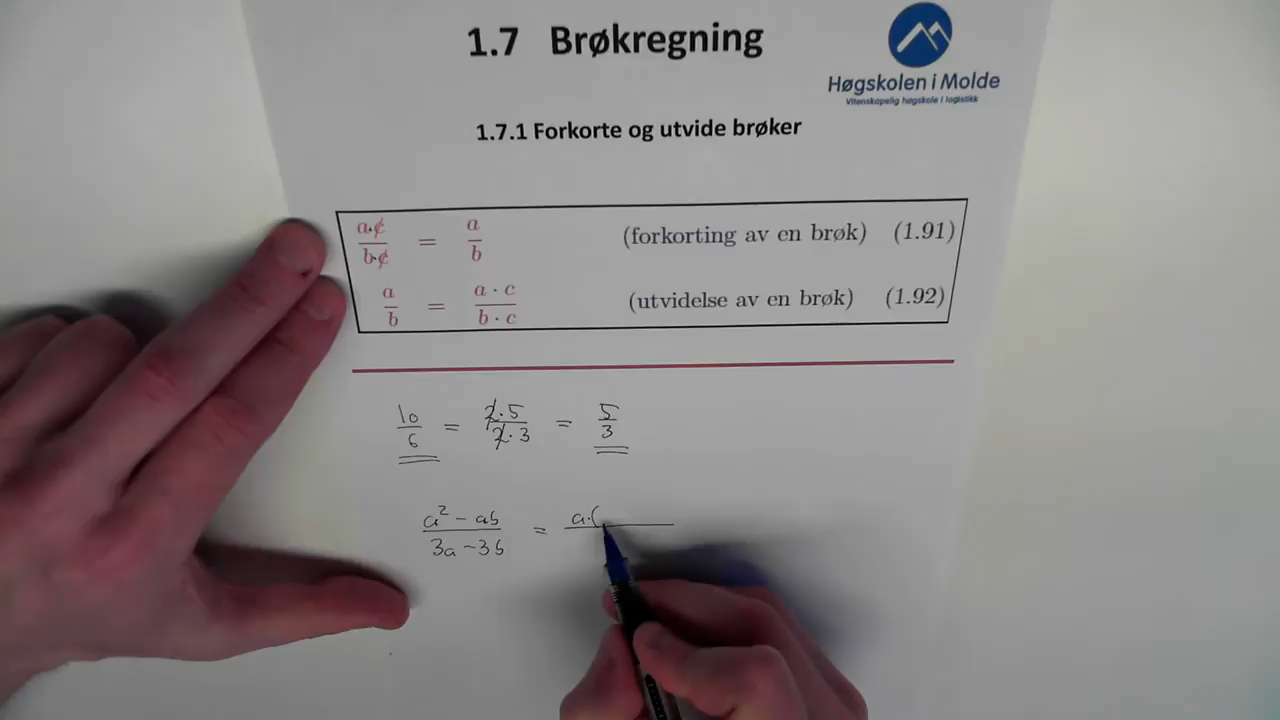 1.7 Brøkregning
Høgskolen i Molde
Vitenskapelig høgskole i logistikk
1.7.1 Forkorte og utvide brøker
a·c/b·c = a/b (forkorting av en brøk) (1.91)
a/b = a · c/b · c (utvidelse av en brøk) (1.92)
10/6 = 2·5/2·3 = 5/3
a² - ab/3a - 3b = a·(